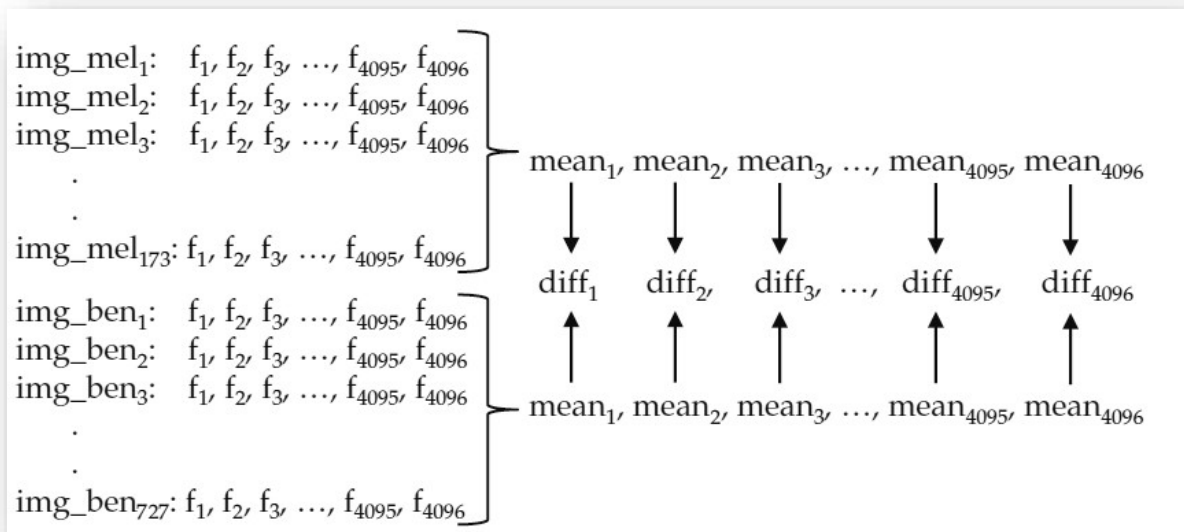 img_mel₁: f₁, f₂, f₃, ..., f₄₀₉₅, f₄₀₉₆
img_mel₂: f₁, f₂, f₃, ..., f₄₀₉₅, f₄₀₉₆
img_mel₃: f₁, f₂, f₃, ..., f₄₀₉₅, f₄₀₉₆
.
.
img_mel₁₇₃: f₁, f₂, f₃, ..., f₄₀₉₅, f₄₀₉₆
mean₁, mean₂, mean₃, ..., mean₄₀₉₅, mean₄₀₉₆
diff₁ diff₂, diff₃, ..., diff₄₀₉₅, diff₄₀₉₆
img_ben₁: f₁, f₂, f₃, ..., f₄₀₉₅, f₄₀₉₆
img_ben₂: f₁, f₂, f₃, ..., f₄₀₉₅, f₄₀₉₆
img_ben₃: f₁, f₂, f₃, ..., f₄₀₉₅, f₄₀₉₆
.
.
img_ben₇₂₇: f₁, f₂, f₃, ..., f₄₀₉₅, f₄₀₉₆
mean₁, mean₂, mean₃, ..., mean₄₀₉₅, mean₄₀₉₆